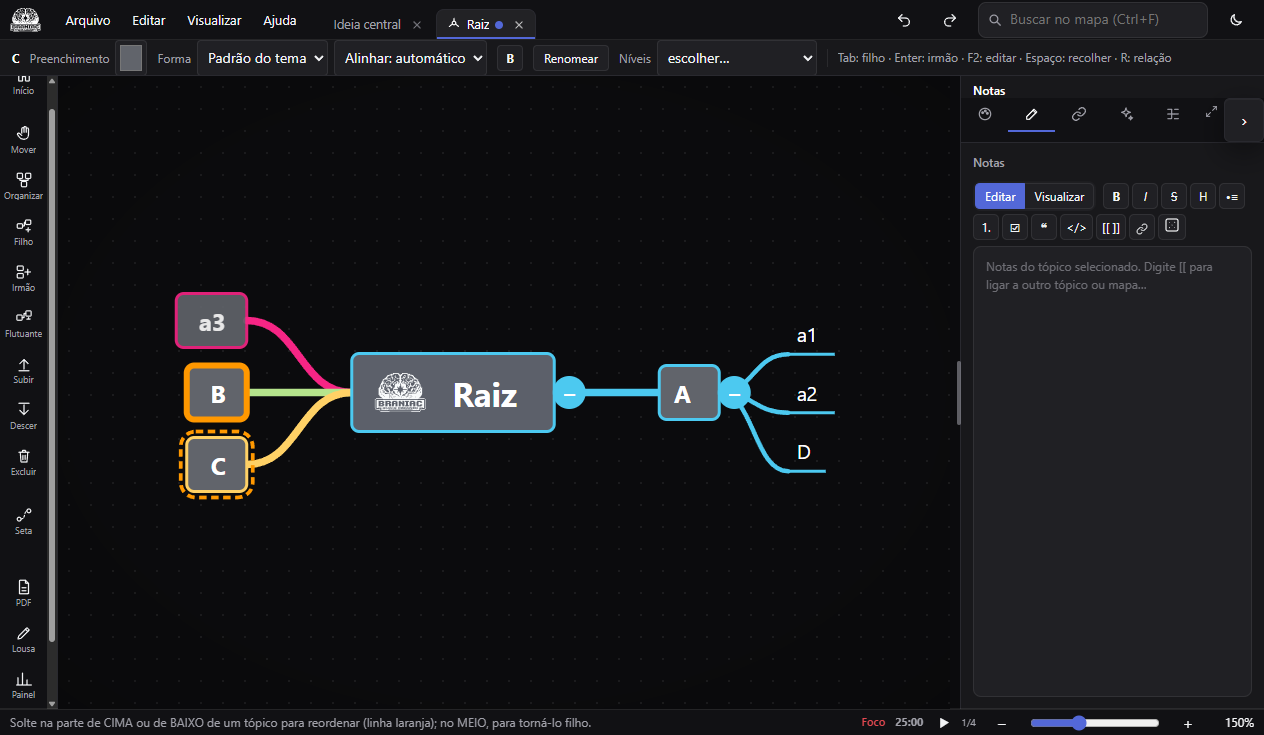 Arquivo Editar Visualizar Ajuda Ideia central Raiz Buscar no mapa (Ctrl+F)
C Preenchimento Forma Padrão do tema Alinhar: automático B Renomear Níveis escolher... Tab: filho · Enter: irmão · F2: editar · Espaço: recolher · R: relação
Início
Mover
Organizar
Filho
Irmão
Flutuante
Subir
Descer
Excluir
Seta
PDF
Lousa
Painel
a3
B
C
BRANIAC
Raiz
A
a1
a2
D
Notas
Notas
Editar Visualizar B I S H
1. ❝ </> [[ ]]
Notas do tópico selecionado. Digite [[ para
ligar a outro tópico ou mapa...
Solte na parte de CIMA ou de BAIXO de um tópico para reordenar (linha laranja); no MEIO, para torná-lo filho. Foco 25:00 1/4 − + 150%